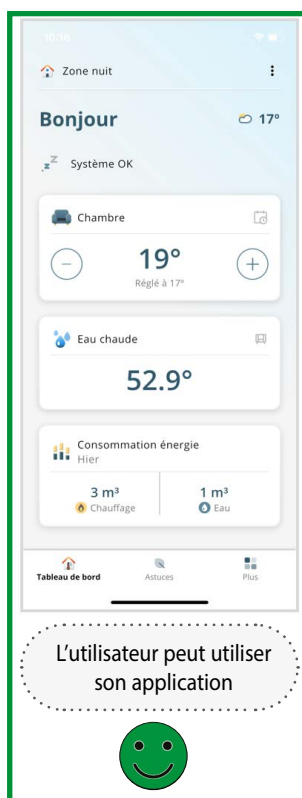 10:16
Zone nuit
Bonjour
17°
z z
Système OK
Chambre
19°
Réglé à 17°
Eau chaude
52.9°
Consommation énergie
Hier
3 m³
1 m³
Chauffage
Eau
Tableau de bord
Astuces
Plus
L'utilisateur peut utiliser
son application